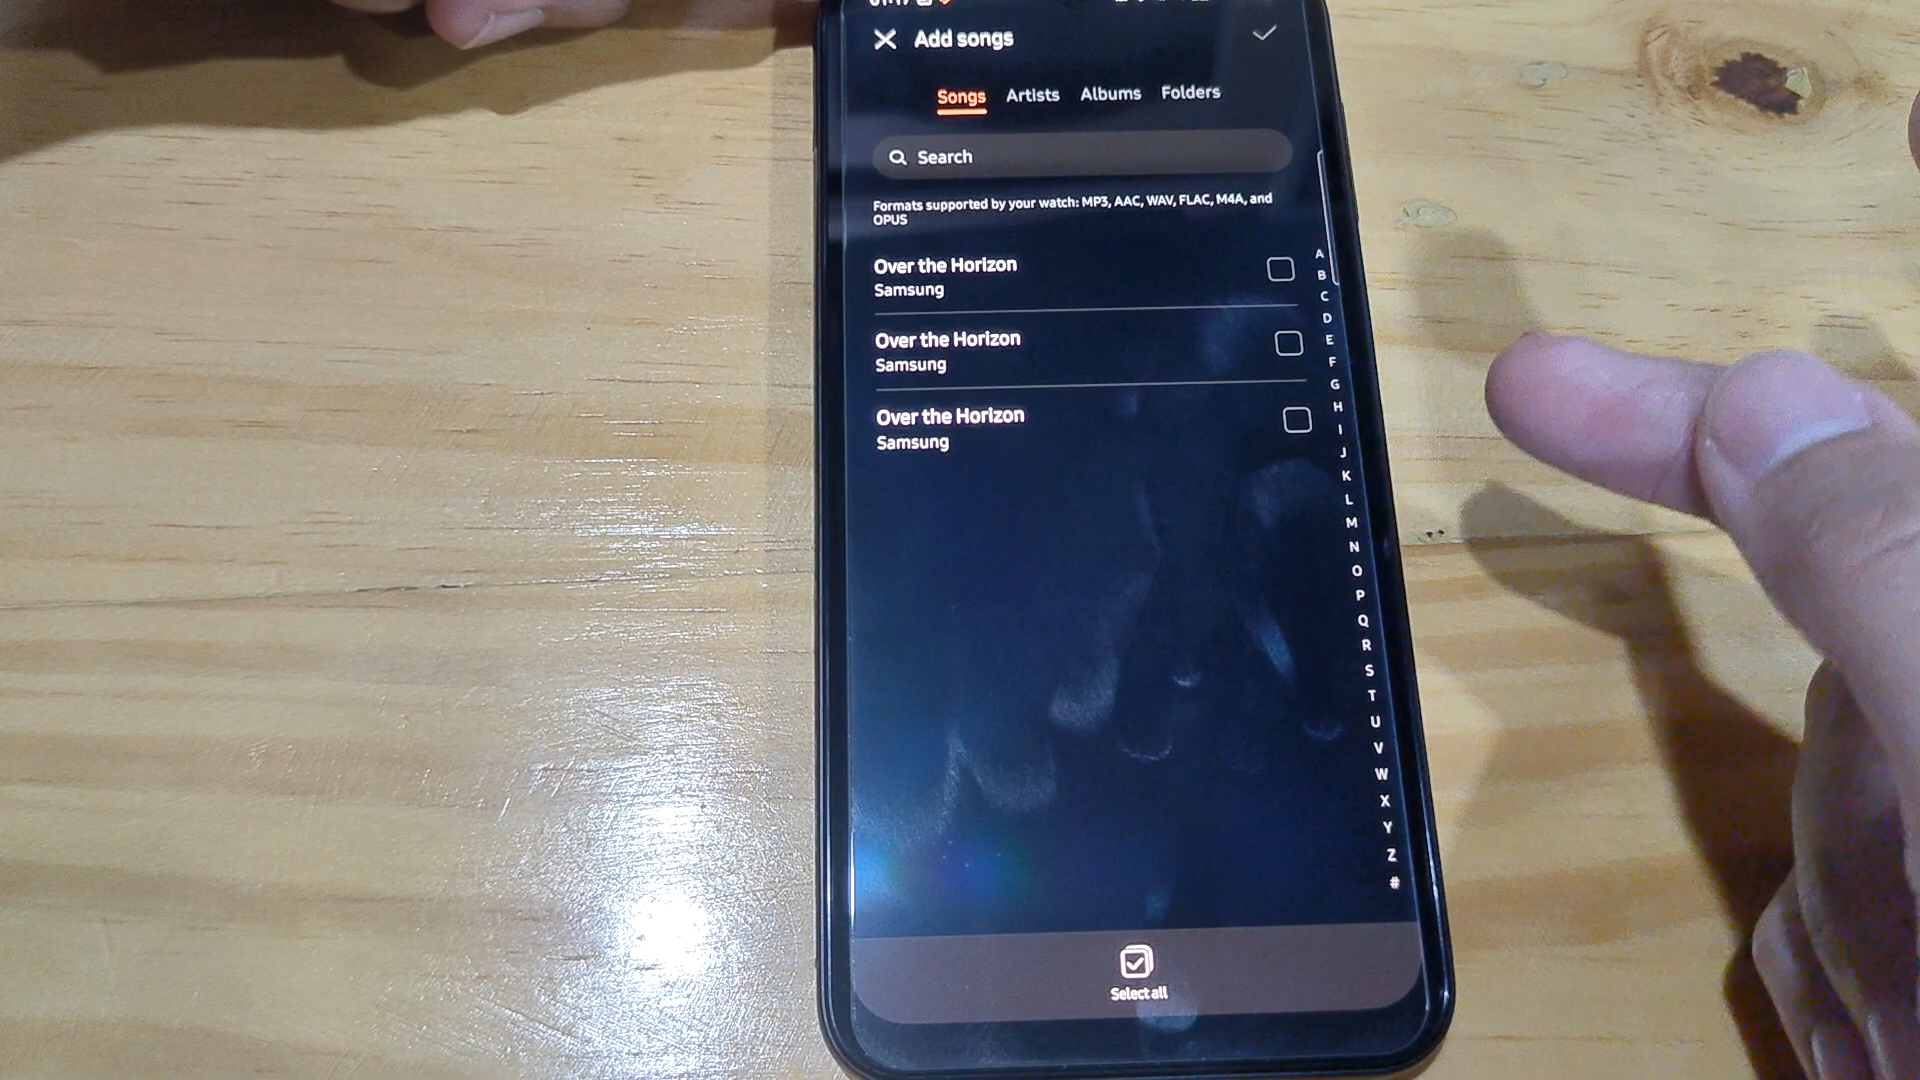 Add songs
Songs Artists Albums Folders
Search
Formats supported by your watch: MP3, AAC, WAV, FLAC, M4A, and
OPUS
Over the Horizon
Samsung
Over the Horizon
Samsung
Over the Horizon
Samsung
A
B
C
D
E
F
G
H
I
J
K
L
M
N
O
P
Q
R
S
T
U
V
W
X
Y
Z
#
Select all